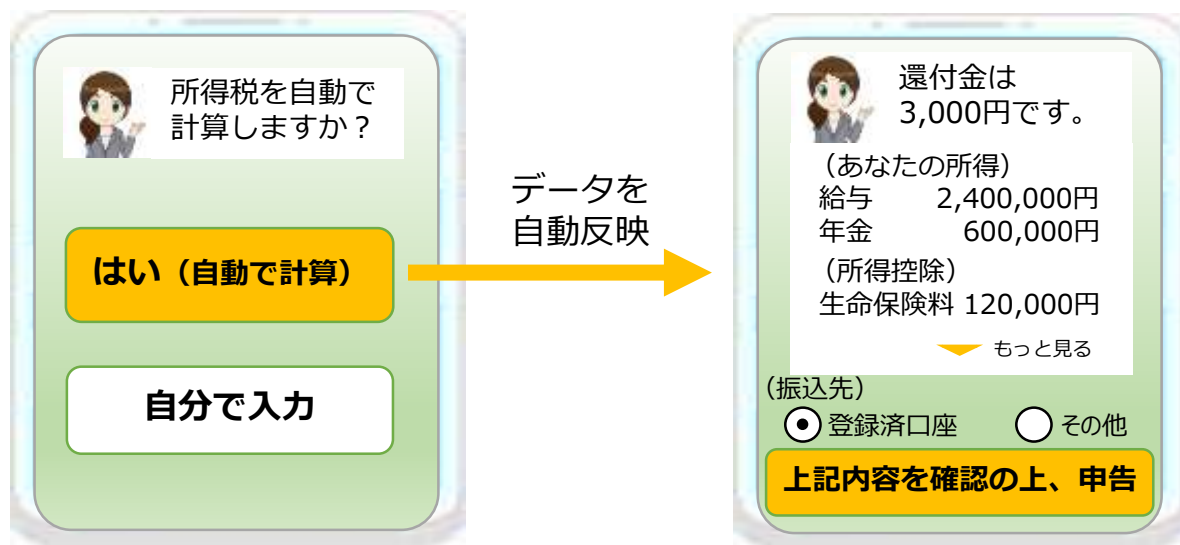 所得税を自動で
計算しますか？
はい（自動で計算）
自分で入力
データを
自動反映
還付金は
3,000円です。
（あなたの所得）
給与 2,400,000円
年金 600,000円
（所得控除）
生命保険料 120,000円
もっと見る
（振込先）
登録済口座 その他
上記内容を確認の上、申告